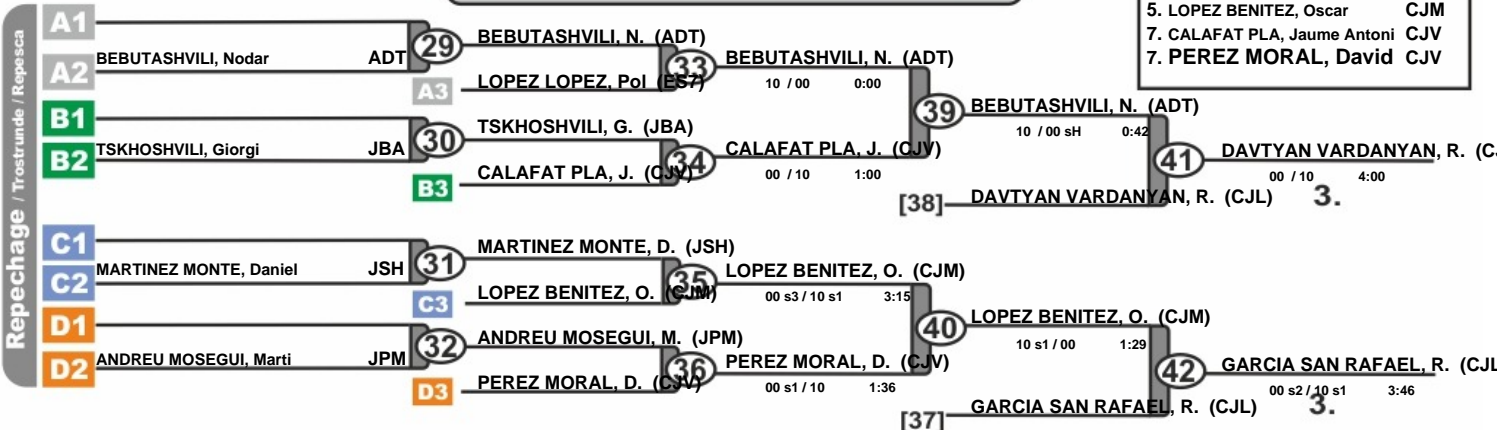 5. LOPEZ BENITEZ, Oscar CJM
7. CALAFAT PLA, Jaume Antoni CJV
7. PEREZ MORAL, David CJV
Repechage / Trostrunde / Repesca
A1
A2 BEBUTASHVILI, Nodar ADT
29
BEBUTASHVILI, N. (ADT)
A3 LOPEZ LOPEZ, Pol (ES7)
33
BEBUTASHVILI, N. (ADT)
10 / 00 0:00
B1
B2 TSKHOSHVILI, Giorgi JBA
30
TSKHOSHVILI, G. (JBA)
B3 CALAFAT PLA, J. (CJV)
34
CALAFAT PLA, J. (CJV)
00 / 10 1:00
39
BEBUTASHVILI, N. (ADT)
10 / 00 sH 0:42
[38] DAVTYAN VARDANYAN, R. (CJL)
41
DAVTYAN VARDANYAN, R. (CJ
00 / 10 4:00
3.
C1
C2 MARTINEZ MONTE, Daniel JSH
31
MARTINEZ MONTE, D. (JSH)
C3 LOPEZ BENITEZ, O. (CJM)
35
LOPEZ BENITEZ, O. (CJM)
00 s3 / 10 s1 3:15
D1
D2 ANDREU MOSEGUI, Marti JPM
32
ANDREU MOSEGUI, M. (JPM)
D3 PEREZ MORAL, D. (CJV)
36
PEREZ MORAL, D. (CJV)
00 s1 / 10 1:36
40
LOPEZ BENITEZ, O. (CJM)
10 s1 / 00 1:29
[37] GARCIA SAN RAFAEL, R. (CJL)
42
GARCIA SAN RAFAEL, R. (CJL
00 s2 / 10 s1 3:46
3.